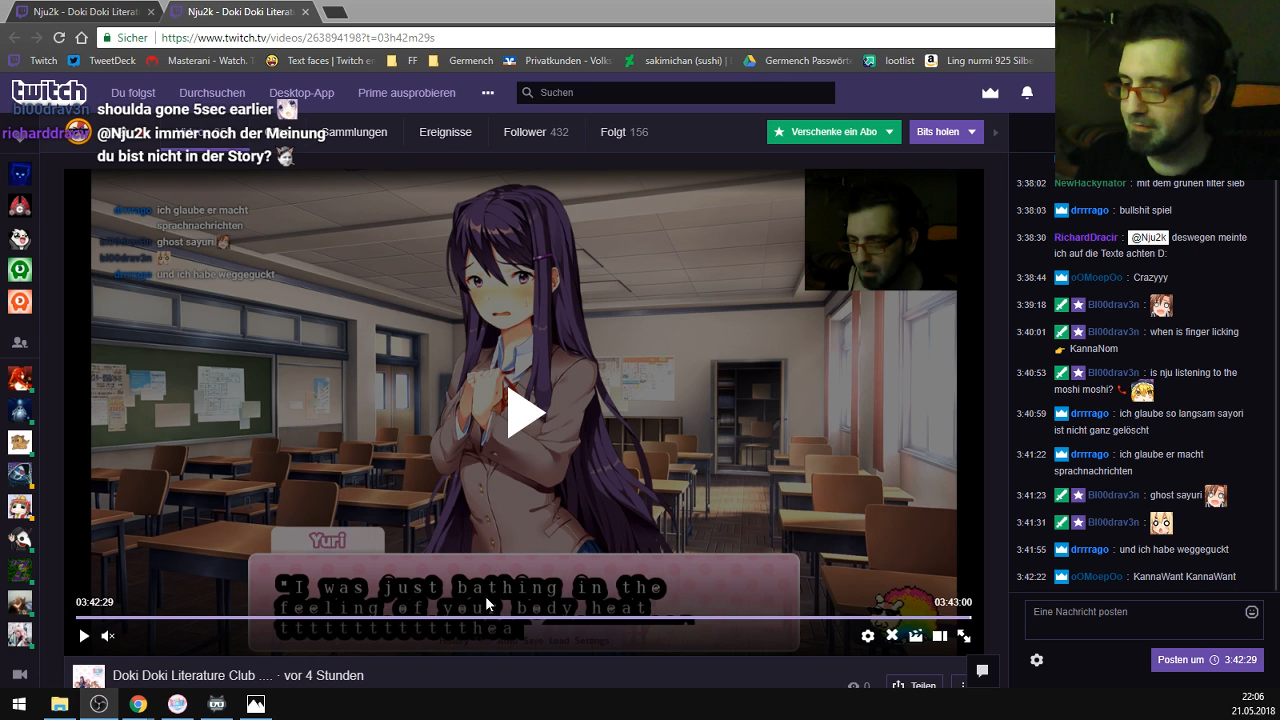 Nju2k - Doki Doki Literat
Nju2k - Doki Doki Literat
Sicher
https://www.twitch.tv/videos/263894198?t=03h42m29s
Twitch
TweetDeck
Masterani - Watch. T
Text faces | Twitch er
FF
Germech
Privatkunden - Volks
sakimichan (sushi) |
Germech Passwörte
lootlist
Ling nurmi 925 Silbe
twitch
Du folgst
Durchsuchen
Desktop-App
Prime ausprobieren
Suchen
bl00drav3n shoulda gone 5sec earlier
@Nju2k immer noch der Meinung
du bist nicht in der Story?
Sammlungen
Ereignisse
Follower 432
Folgt 156
Verschenke ein Abo
Bits holen
drrrrago ich glaube er macht
sprachnachrichten
bl00drav3n ghost sayuri
bl00drav3n
drrrrago und ich habe weggeguckt
Yuri
"I was just bathing in the
feeling of your body heat
ttttttttttttthea
03:42:29
03:43:00
3:38:02 NewHackynator : mit dem grünen filter sieb
3:38:03 drrrrago : bullshit spiel
3:38:30 RichardDracir : @Nju2k deswegen meinte
ich auf die Texte achten D:
3:38:44 oOMoepOo : Crazyyy
3:39:18 Bl00drav3n :
3:40:01 Bl00drav3n : when is finger licking
KannaNom
3:40:53 Bl00drav3n : is nju listening to the
moshi moshi?
3:40:59 drrrrago : ich glaube so langsam sayori
ist nicht ganz gelöscht
3:41:22 drrrrago : ich glaube er macht
sprachnachrichten
3:41:23 Bl00drav3n : ghost sayuri
3:41:31 Bl00drav3n :
3:41:55 drrrrago : und ich habe weggeguckt
3:42:22 oOMoepOo : KannaWant KannaWant
Eine Nachricht posten
Posten um 3:42:29
Doki Doki Literature Club .... · vor 4 Stunden
0
Teilen
22:06
21.05.2018